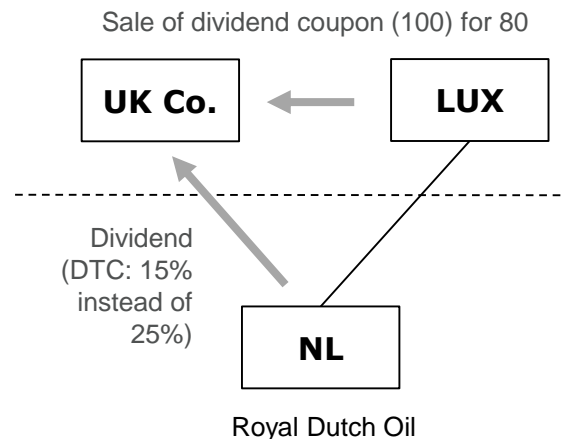 Sale of dividend coupon (100) for 80
UK Co.
LUX
Dividend
(DTC: 15%
instead of
25%)
NL
Royal Dutch Oil